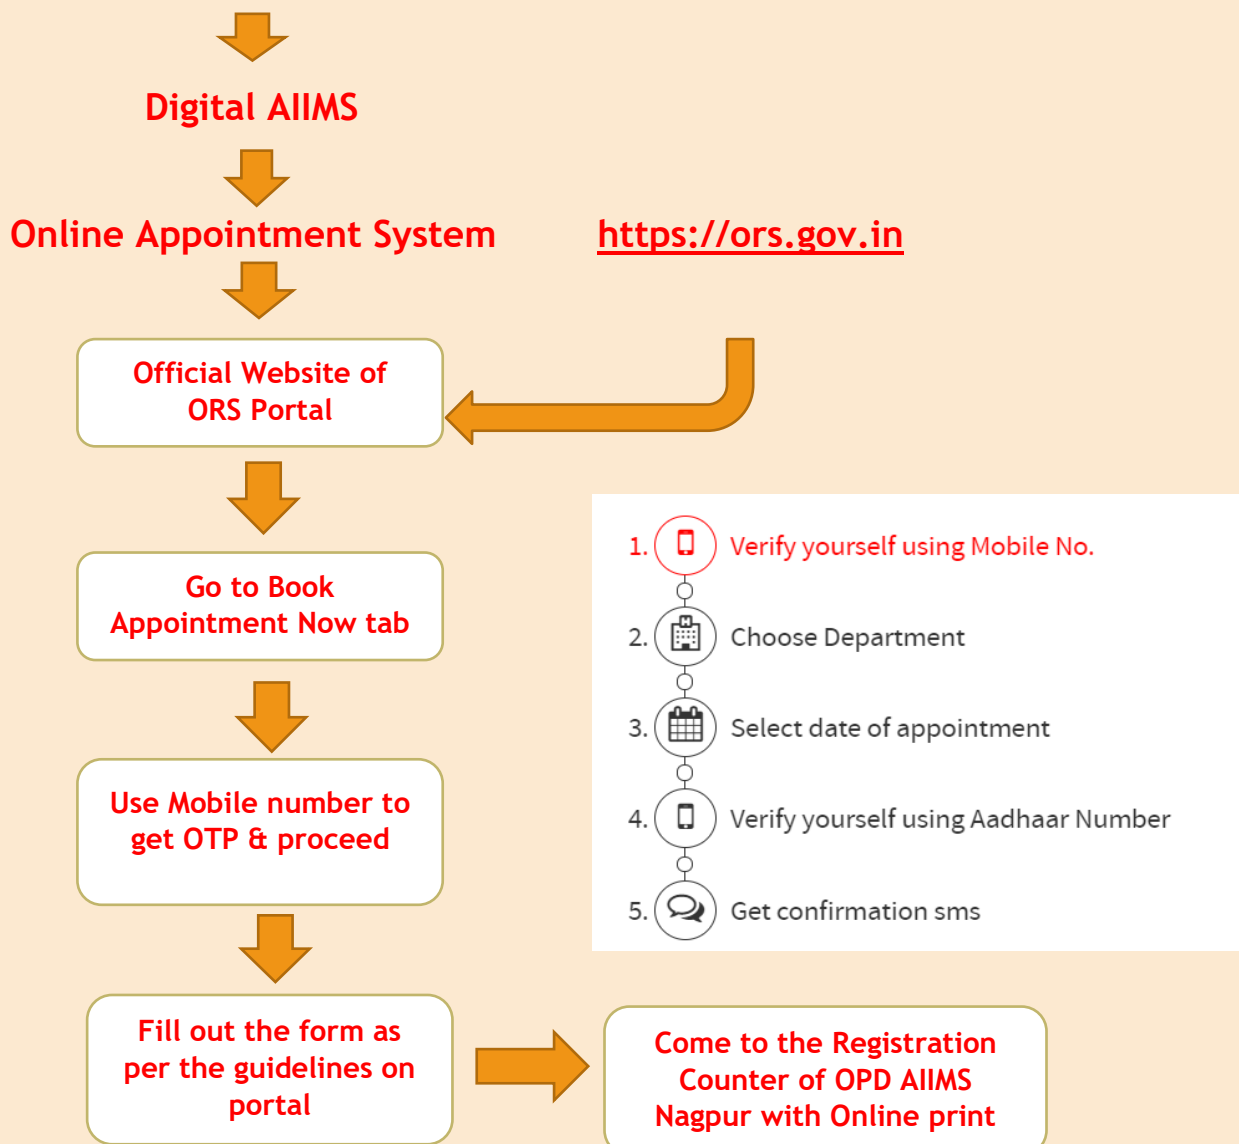 Digital AIIMS
Online Appointment System https://ors.gov.in
Official Website of
ORS Portal
Go to Book
Appointment Now tab
Use Mobile number to
get OTP & proceed
1. Verify yourself using Mobile No.
2. Choose Department
3. Select date of appointment
4. Verify yourself using Aadhaar Number
5. Get confirmation sms
Fill out the form as
per the guidelines on
portal
Come to the Registration
Counter of OPD AIIMS
Nagpur with Online print